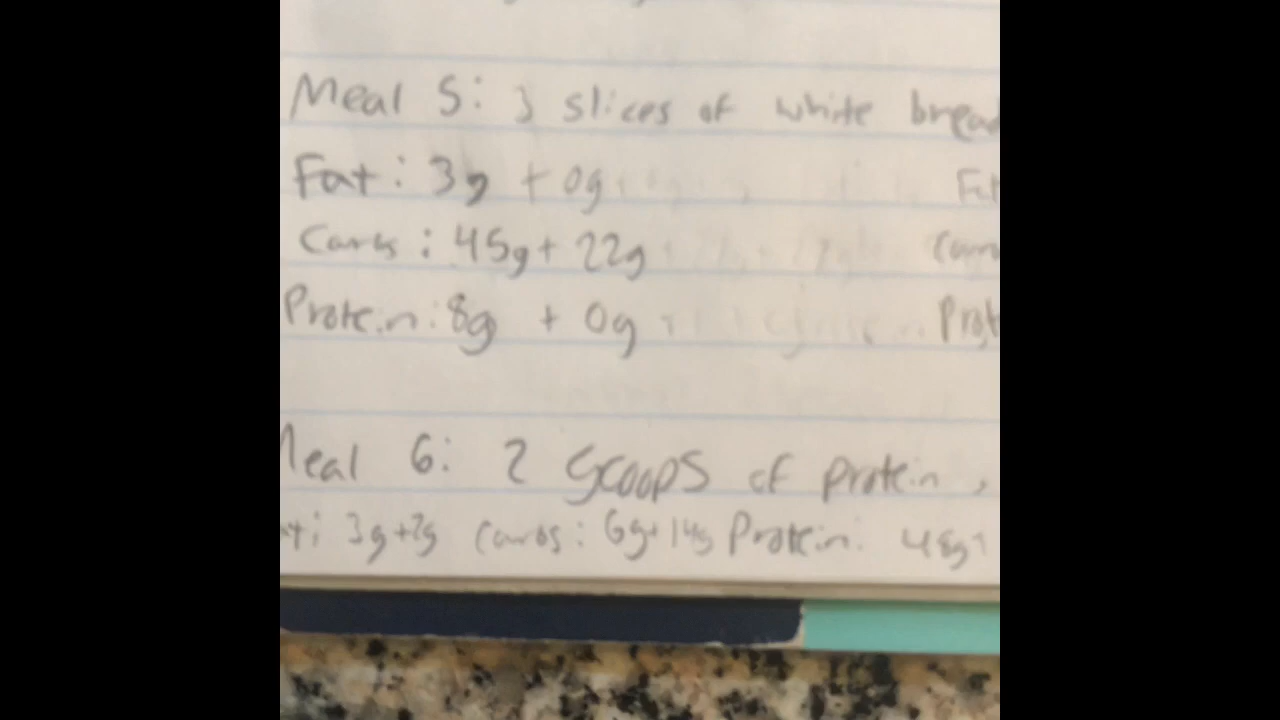 Meal 5: 3 slices of white bread
Fat: 3g + 0g
Carbs: 45g + 22g
Protein: 8g + 0g
Meal 6: 2 scoops of protein,
3g+2g Carbs: 6g+14g Protein: 48g+